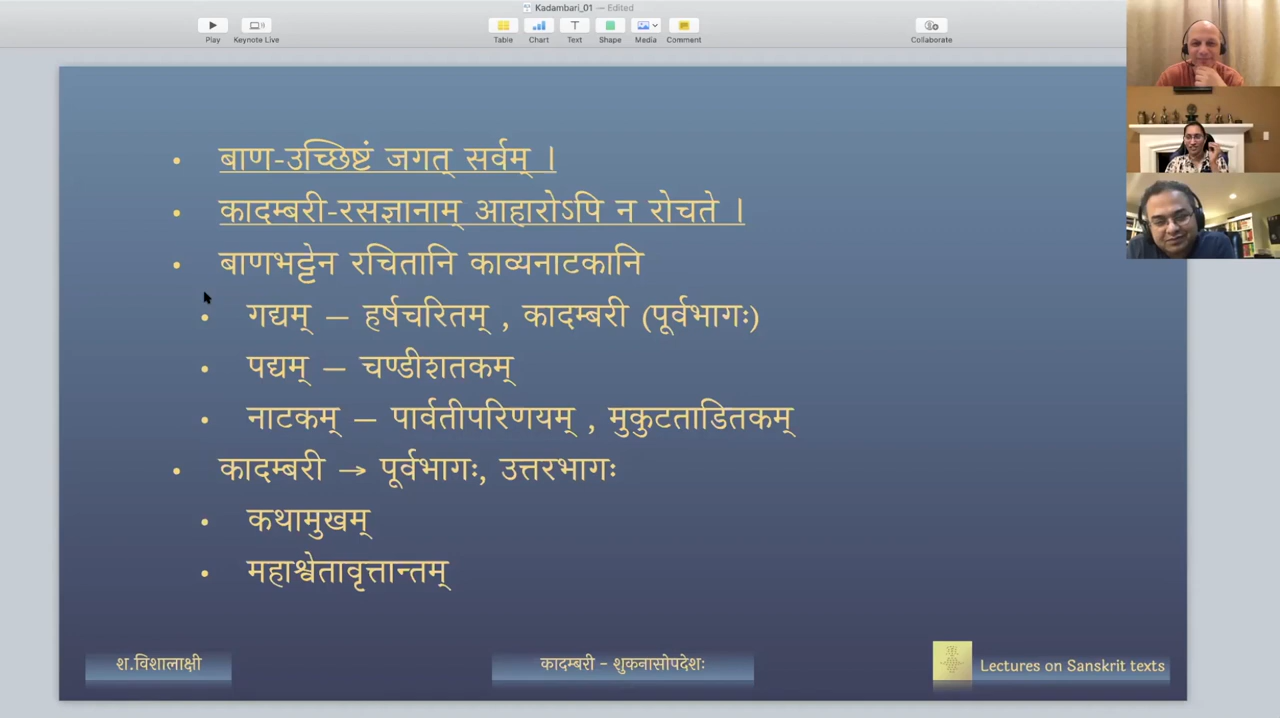 Kadambari_01 — Edited
Play
Keynote Live
Table
Chart
Text
Shape
Media
Comment
Collaborate
• बाण-उच्छिष्टं जगत् सर्वम् ।
• कादम्बरी-रसज्ञानाम् आहारोऽपि न रोचते ।
• बाणभट्टेन रचितानि काव्यनाटकानि
• गद्यम् – हर्षचरितम् , कादम्बरी (पूर्वभागः)
• पद्यम् – चण्डीशतकम्
• नाटकम् – पार्वतीपरिणयम् , मुकुटताडितकम्
• कादम्बरी → पूर्वभागः, उत्तरभागः
• कथामुखम्
• महाश्वेतावृत्तान्तम्
श.विशालाक्षी
कादम्बरी - शुकनासोपदेशः
Lectures on Sanskrit texts